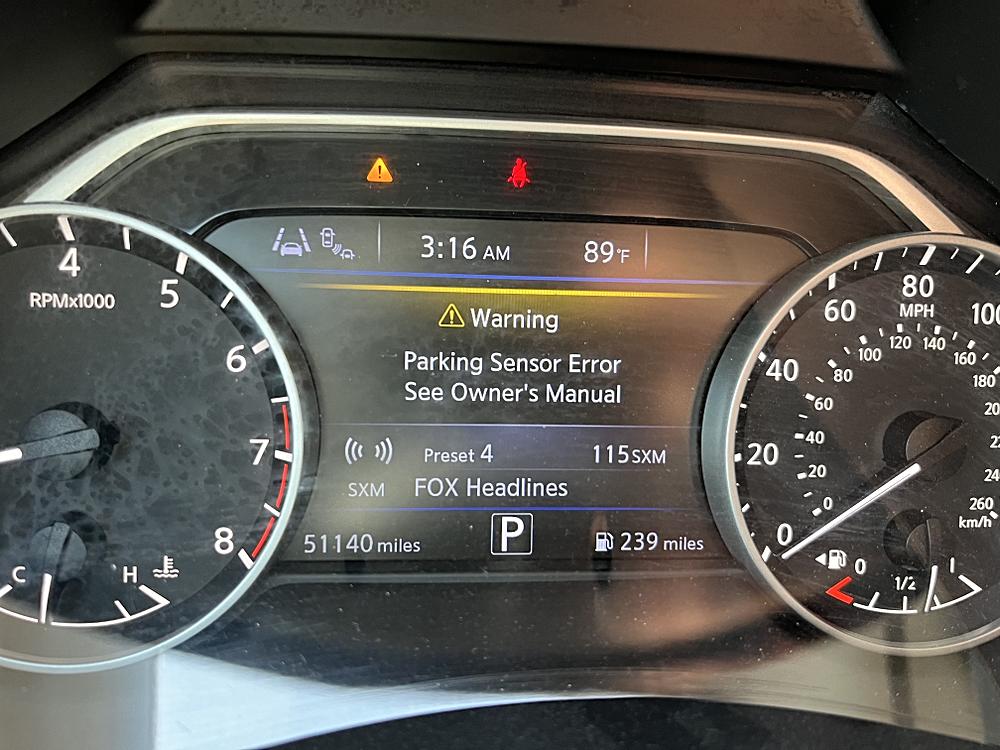 3:16 AM
89°F
Warning
Parking Sensor Error
See Owner's Manual
Preset 4
115SXM
SXM FOX Headlines
51140 miles
P
239 miles
4
5
6
7
8
RPMx1000
C
H
0
20
40
60
80
100
MPH
0
20
40
60
80
100
120
140
160
180
260
km/h
0
1/2